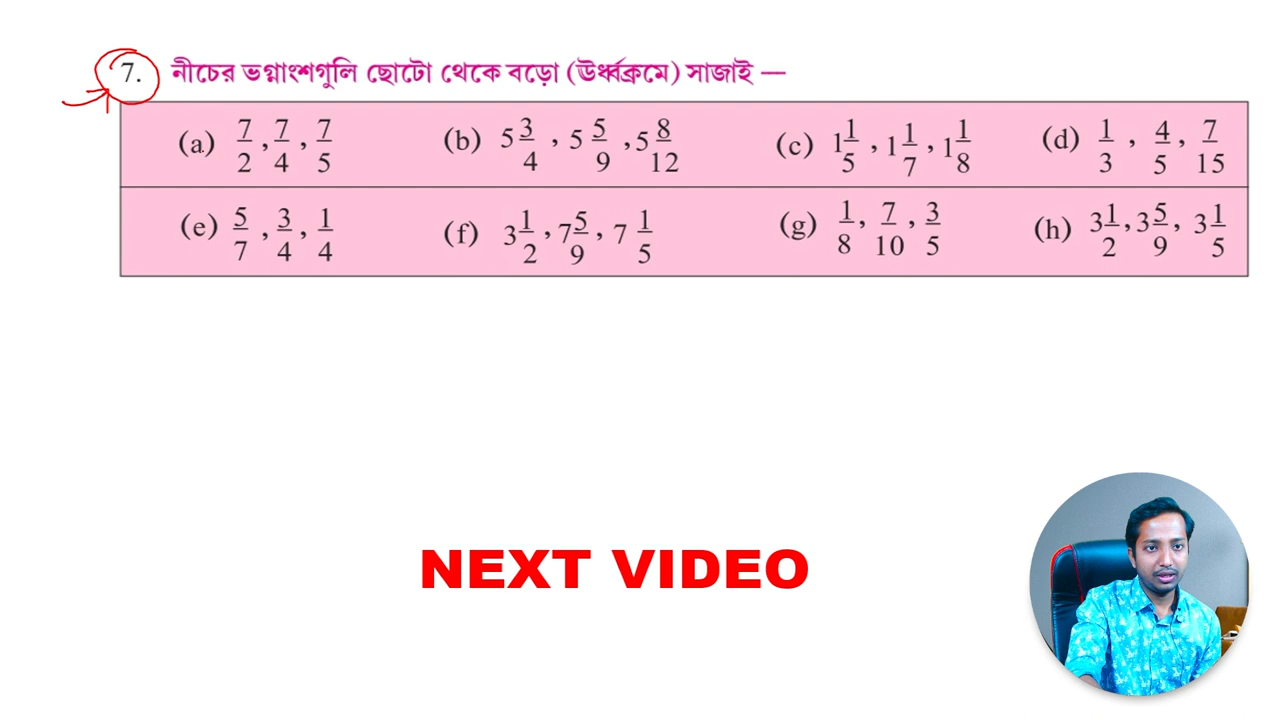 7. নীচের ভগ্নাংশগুলি ছোটো থেকে বড়ো (ঊর্ধ্বক্রমে) সাজাই —
(a) 7/2, 7/4, 7/5 (b) 5 3/4, 5 5/9, 5 8/12 (c) 1 1/5, 1 1/7, 1 1/8 (d) 1/3, 4/5, 7/15
(e) 5/7, 3/4, 1/4 (f) 3 1/2, 7 5/9, 7 1/5 (g) 1/8, 7/10, 3/5 (h) 3 1/2, 3 5/9, 3 1/5
NEXT VIDEO